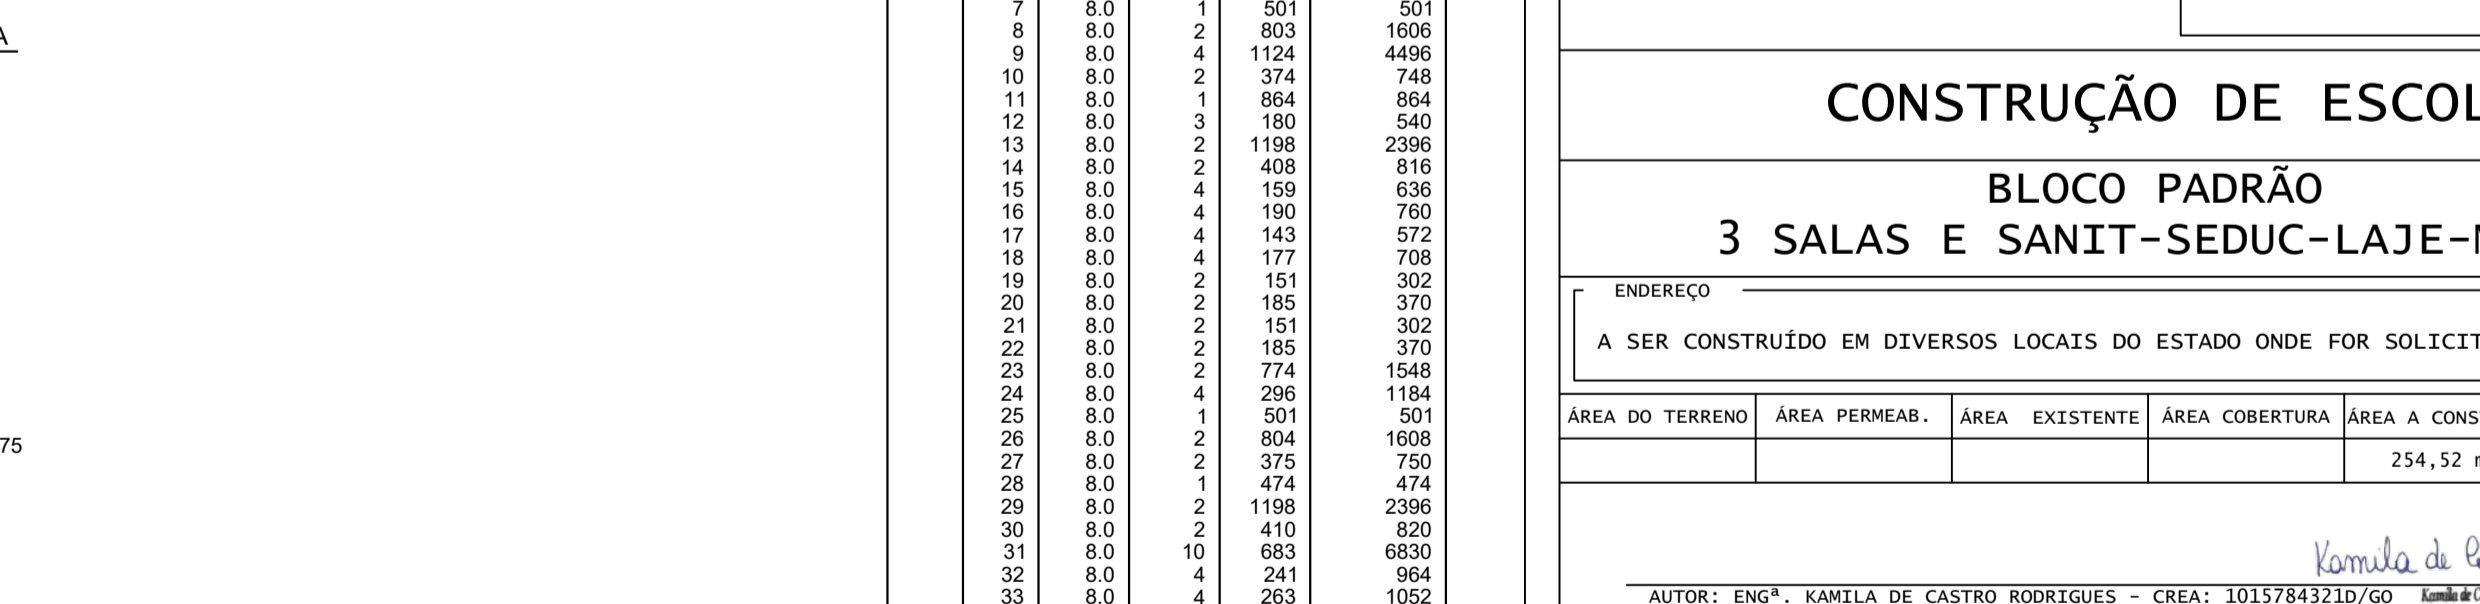 A
75
7 8.0 1 501 501
8 8.0 2 803 1606
9 8.0 4 1124 4496
10 8.0 2 374 748
11 8.0 1 864 864
12 8.0 3 180 540
13 8.0 2 1198 2396
14 8.0 2 408 816
15 8.0 4 159 636
16 8.0 4 190 760
17 8.0 4 143 572
18 8.0 4 177 708
19 8.0 2 151 302
20 8.0 2 185 370
21 8.0 2 151 302
22 8.0 2 185 370
23 8.0 2 774 1548
24 8.0 4 296 1184
25 8.0 1 501 501
26 8.0 2 804 1608
27 8.0 2 375 750
28 8.0 1 474 474
29 8.0 2 1198 2396
30 8.0 2 410 820
31 8.0 10 683 6830
32 8.0 4 241 964
33 8.0 4 263 1052
CONSTRUÇÃO DE ESCOL
BLOCO PADRÃO
3 SALAS E SANIT-SEDUC-LAJE-
ENDEREÇO
A SER CONSTRUÍDO EM DIVERSOS LOCAIS DO ESTADO ONDE FOR SOLICIT
ÁREA DO TERRENO ÁREA PERMEAB. ÁREA EXISTENTE ÁREA COBERTURA ÁREA A CONS
254,52
Kamila de
AUTOR: ENGª. KAMILA DE CASTRO RODRIGUES - CREA: 1015784321D/GO Kamila de